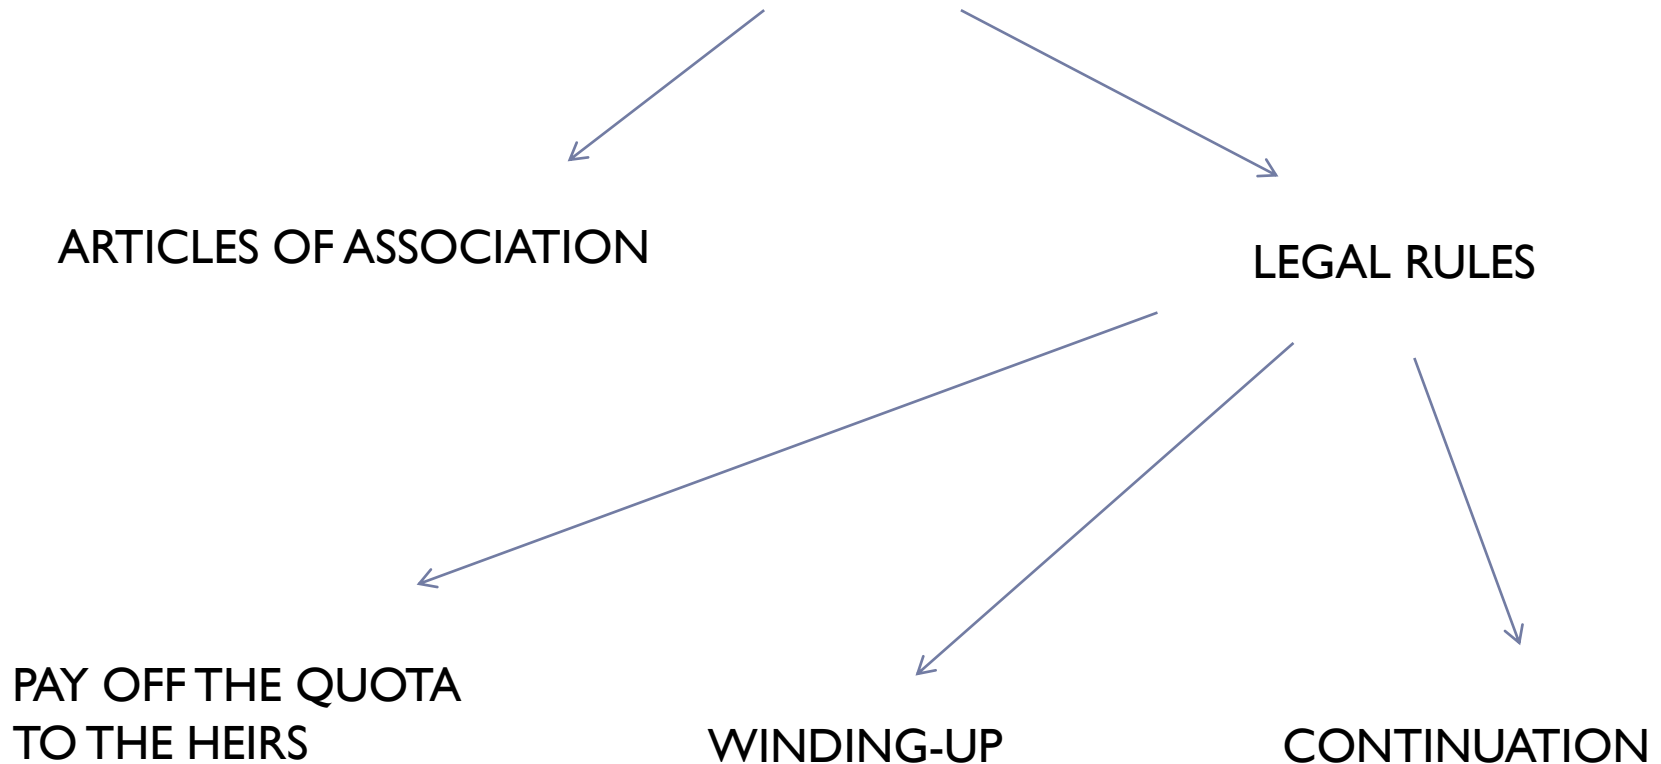 ARTICLES OF ASSOCIATION
LEGAL RULES
PAY OFF THE QUOTA
TO THE HEIRS
WINDING-UP
CONTINUATION